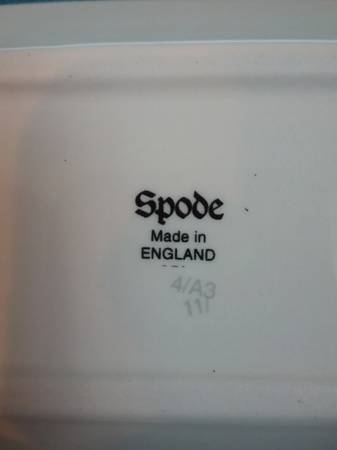 Spode
Made in
ENGLAND
4/A3
11